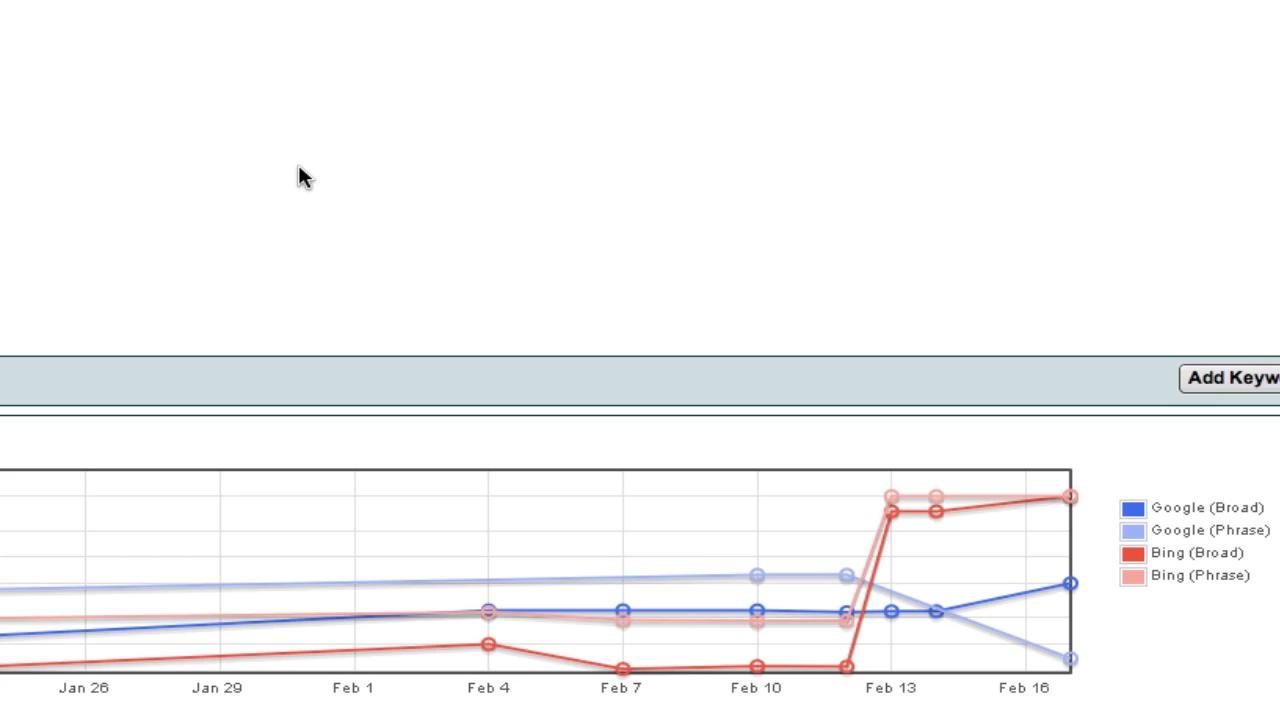 Add Keyw
Google (Broad)
Google (Phrase)
Bing (Broad)
Bing (Phrase)
Jan 26 Jan 29 Feb 1 Feb 4 Feb 7 Feb 10 Feb 13 Feb 16